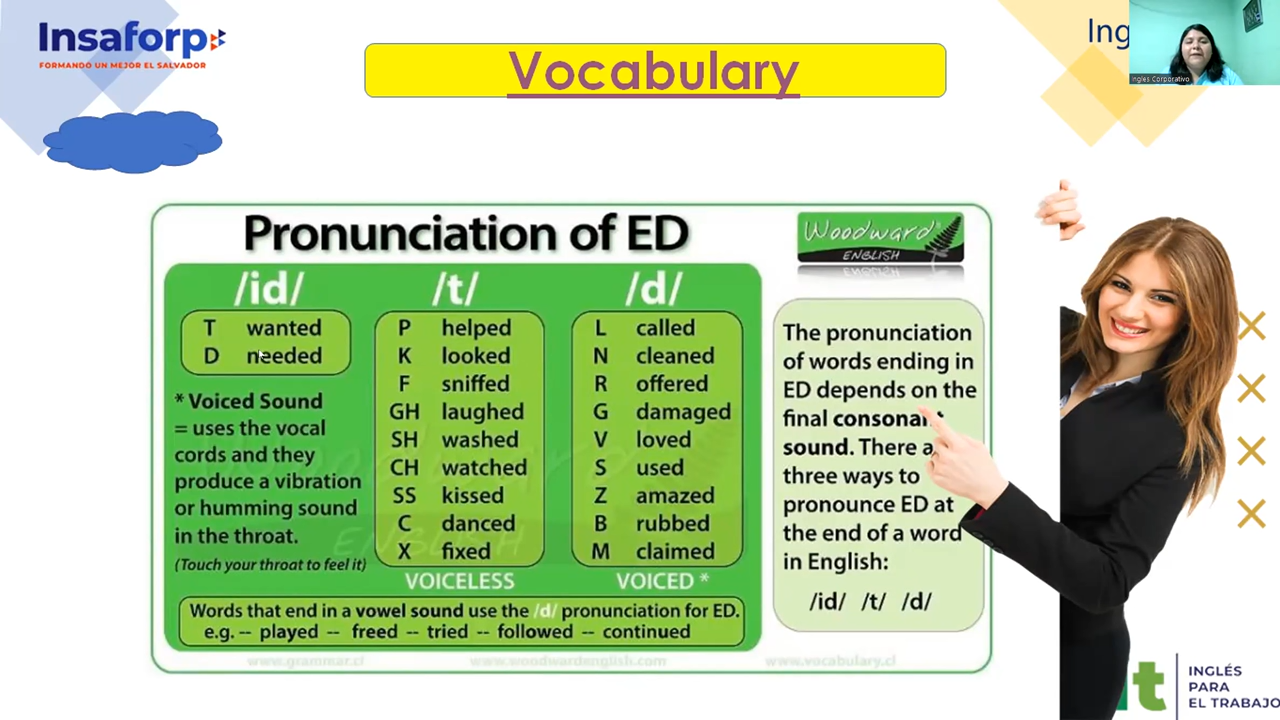 Insaforp
FORMANDO UN MEJOR EL SALVADOR
Vocabulary
Ing
Ingles Corporativo
Pronunciation of ED
Woodward®
ENGLISH
/id/ /t/ /d/
T wanted
D needed
* Voiced Sound
= uses the vocal
cords and they
produce a vibration
or humming sound
in the throat.
(Touch your throat to feel it)
P helped
K looked
F sniffed
GH laughed
SH washed
CH watched
SS kissed
C danced
X fixed
VOICELESS
L called
N cleaned
R offered
G damaged
V loved
S used
Z amazed
B rubbed
M claimed
VOICED *
Words that end in a vowel sound use the /d/ pronunciation for ED.
e.g. -- played -- freed -- tried -- followed -- continued
The pronunciation
of words ending in
ED depends on the
final consonant
sound. There a
three ways to
pronounce ED at
the end of a word
in English:
/id/ /t/ /d/
www.grammar.cl www.woodwardenglish.com www.vocabulary.cl
t
INGLÉS
PARA
EL TRABAJO